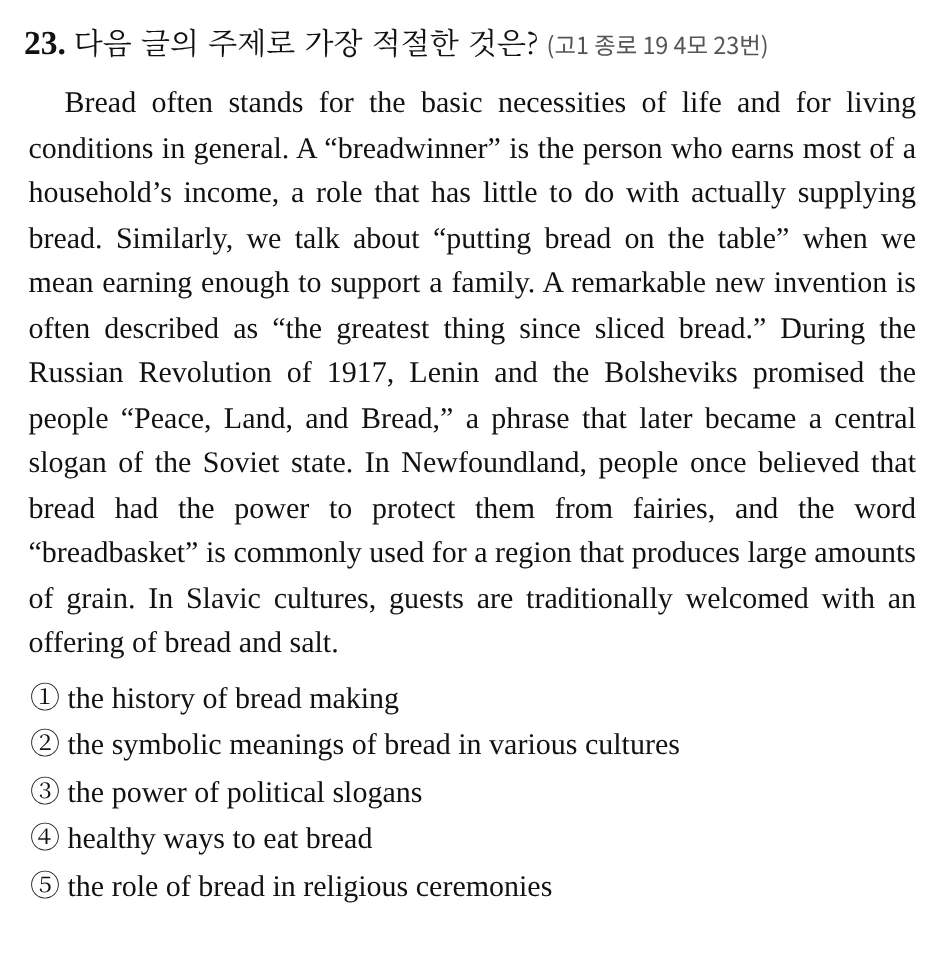 23. 다음 글의 주제로 가장 적절한 것은? (고1 종로 19 4모 23번)
Bread often stands for the basic necessities of life and for living
conditions in general. A “breadwinner” is the person who earns most of a
household’s income, a role that has little to do with actually supplying
bread. Similarly, we talk about “putting bread on the table” when we
mean earning enough to support a family. A remarkable new invention is
often described as “the greatest thing since sliced bread.” During the
Russian Revolution of 1917, Lenin and the Bolsheviks promised the
people “Peace, Land, and Bread,” a phrase that later became a central
slogan of the Soviet state. In Newfoundland, people once believed that
bread had the power to protect them from fairies, and the word
“breadbasket” is commonly used for a region that produces large amounts
of grain. In Slavic cultures, guests are traditionally welcomed with an
offering of bread and salt.
① the history of bread making
② the symbolic meanings of bread in various cultures
③ the power of political slogans
④ healthy ways to eat bread
⑤ the role of bread in religious ceremonies